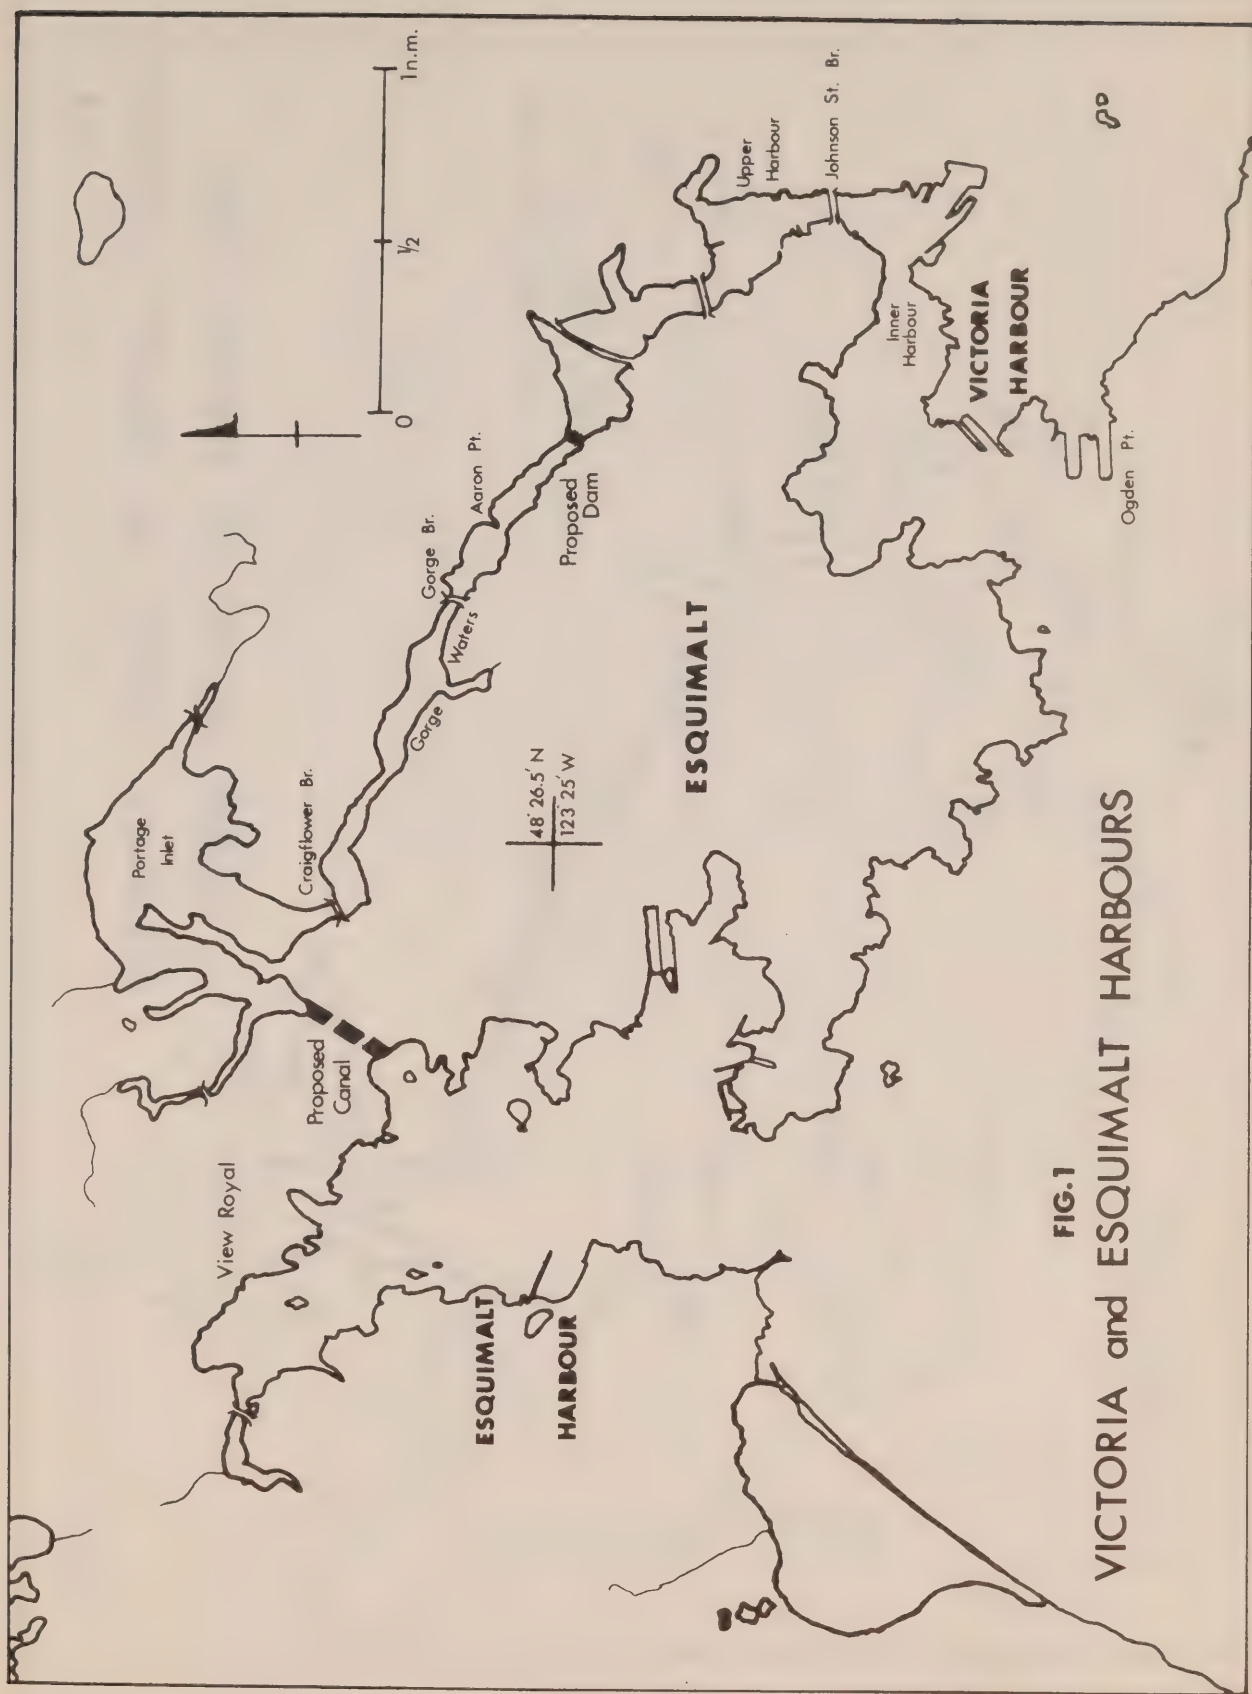 1n.m.
½
0
Portage
Inlet
Craigflower Br.
Gorge Br.
Aaron Pt.
Gorge Waters
Proposed
Dam
Upper
Harbour
Johnson St. Br.
Inner
Harbour
VICTORIA
HARBOUR
Ogden Pt.
ESQUIMALT
48° 26.5' N
123° 25' W
Proposed
Canal
View Royal
ESQUIMALT
HARBOUR
FIG.1
VICTORIA and ESQUIMALT HARBOURS